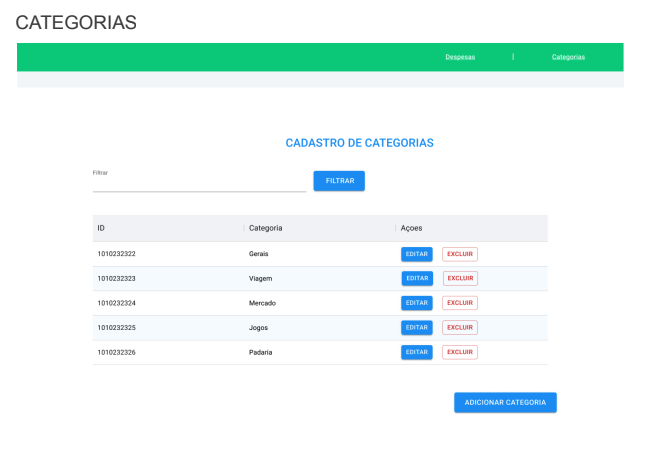 CATEGORIAS
Despesas | Categorias
CADASTRO DE CATEGORIAS
Filtrar
FILTRAR
ID Categoria Açoes
1010232322 Gerais EDITAR EXCLUIR
1010232323 Viagem EDITAR EXCLUIR
1010232324 Mercado EDITAR EXCLUIR
1010232325 Jogos EDITAR EXCLUIR
1010232326 Padaria EDITAR EXCLUIR
ADICIONAR CATEGORIA